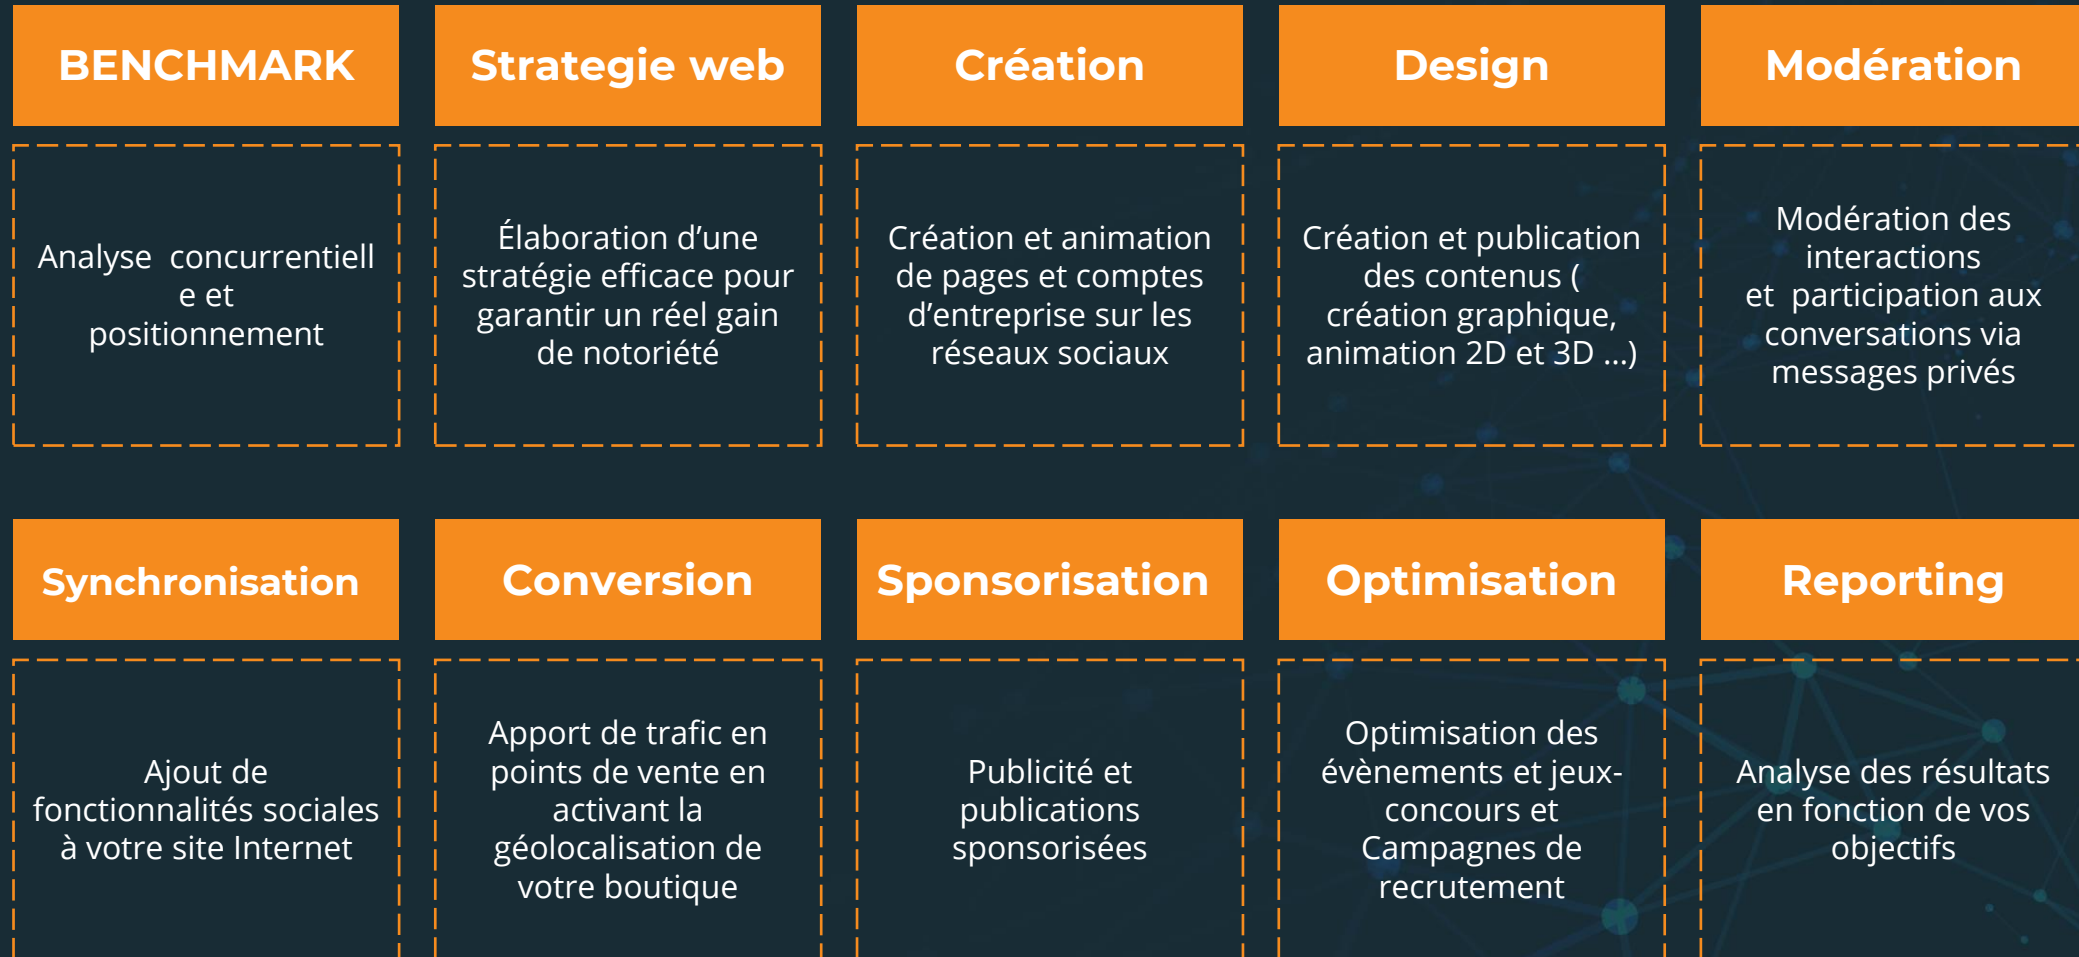 BENCHMARK
Strategie web
Création
Design
Modération
Analyse  concurrentiell
e et
positionnement
Élaboration d’une
stratégie efficace pour
garantir un réel gain
de notoriété
Création et animation
de pages et comptes
d’entreprise sur les
réseaux sociaux
Création et publication
des contenus (
création graphique,
animation 2D et 3D ...)
Modération des
interactions
et  participation aux
conversations via
messages privés
Synchronisation
Conversion
Sponsorisation
Optimisation
Reporting
Ajout de
fonctionnalités sociales
à votre site Internet
Apport de trafic en
points de vente en
activant la
géolocalisation de
votre boutique
Publicité et
publications
sponsorisées
Optimisation des
évènements et jeux-
concours et
Campagnes de
recrutement
Analyse des résultats
en fonction de vos
objectifs